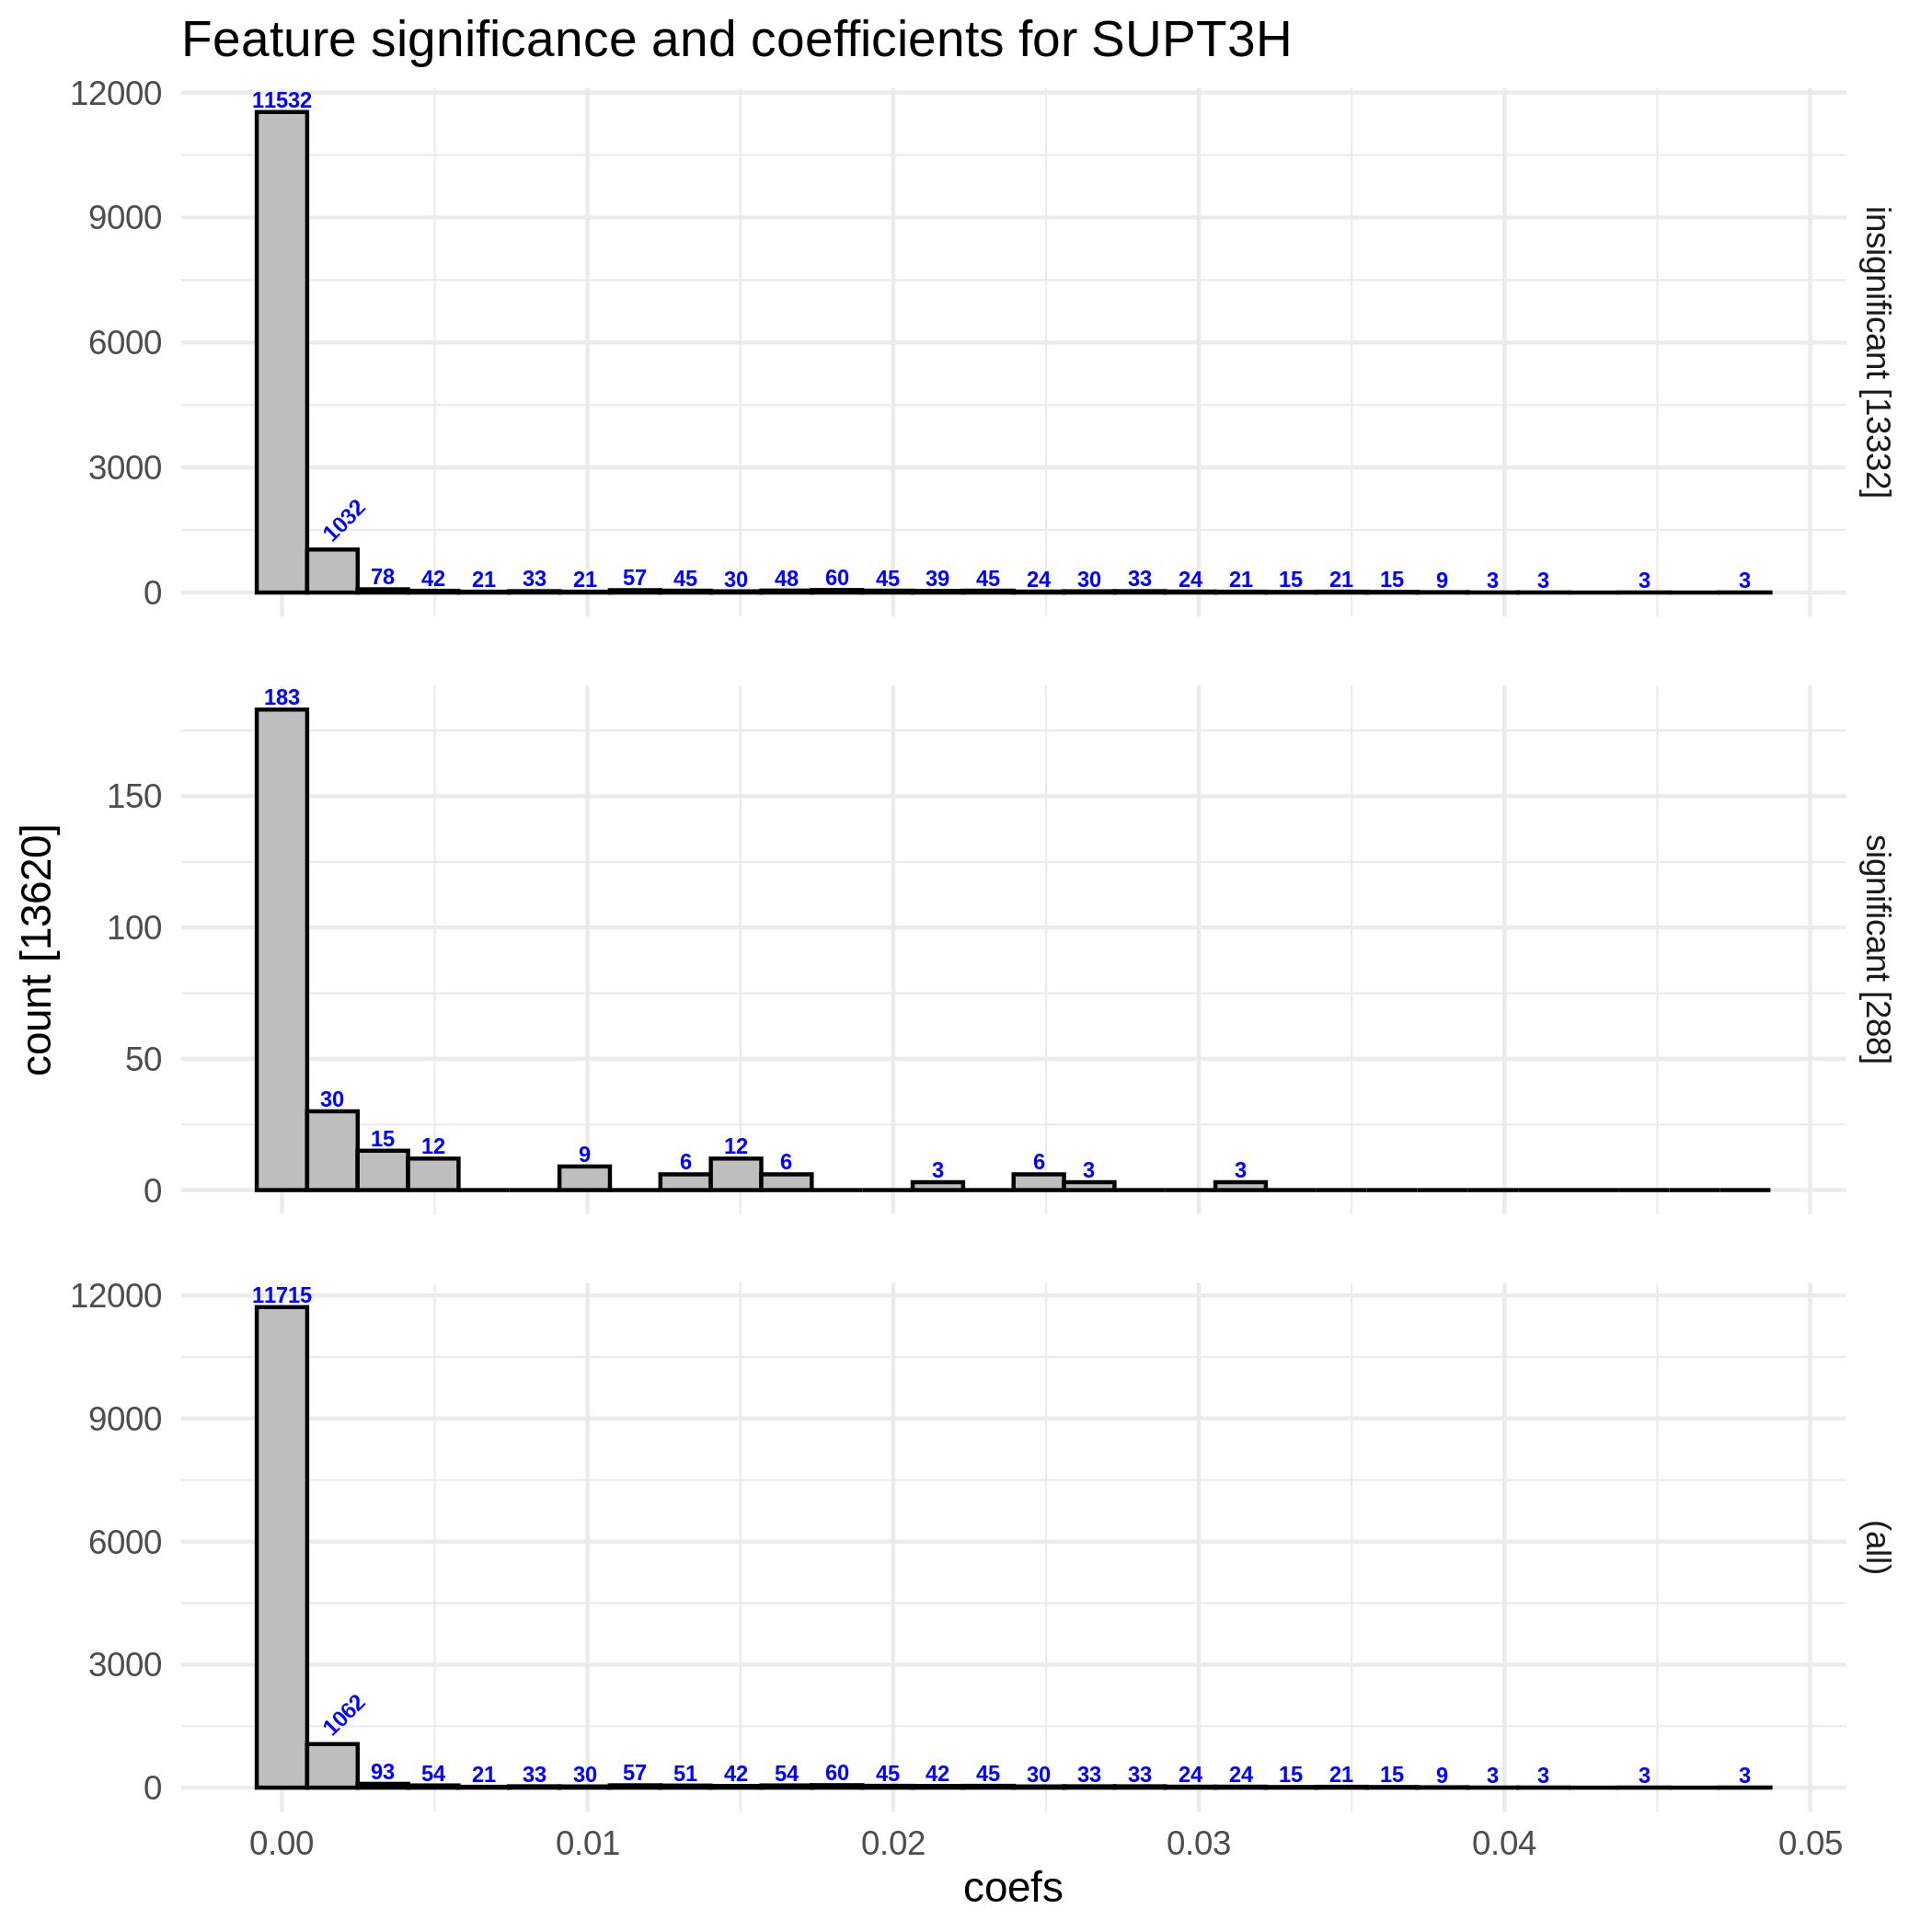 Feature significance and coefficients for SUPT3H
12000
9000
6000
3000
0
11532
1032
78 42 21 33 21 57 45 30 48 60 45 39 45 24 30 33 24 21 15 21 15 9 3 3 3 3
insignificant [13332]
count [13620]
150
100
50
0
183
30
15 12 9 6 12 6 3 6 3 3
significant [288]
12000
9000
6000
3000
0
11715
1062
93 54 21 33 30 57 51 42 54 60 45 42 45 30 33 33 24 24 15 21 15 9 3 3 3 3
(all)
0.00 0.01 0.02 0.03 0.04 0.05
coefs